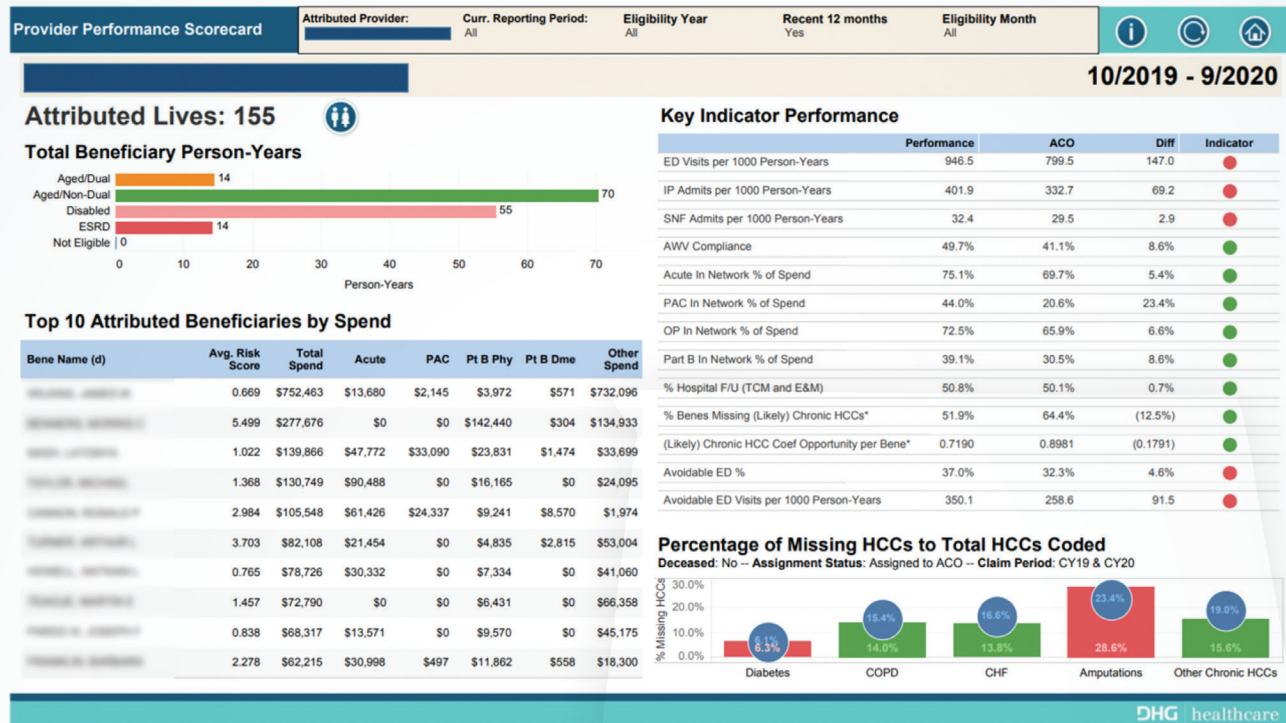 Provider Performance Scorecard
Attributed Provider: Curr. Reporting Period: Eligibility Year Recent 12 months Eligibility Month
All All Yes All
10/2019 - 9/2020
Attributed Lives: 155
Total Beneficiary Person-Years
Aged/Dual 14
Aged/Non-Dual 70
Disabled 55
ESRD 14
Not Eligible 0
0 10 20 30 40 50 60 70
Person-Years
Top 10 Attributed Beneficiaries by Spend
Bene Name (d) Avg. Risk Score Total Spend Acute PAC Pt B Phy Pt B Dme Other Spend
0.669 $752,463 $13,680 $2,145 $3,972 $571 $732,096
5.499 $277,676 $0 $0 $142,440 $304 $134,933
1.022 $139,866 $47,772 $33,090 $23,831 $1,474 $33,699
1.368 $130,749 $90,488 $0 $16,165 $0 $24,095
2.984 $105,548 $61,426 $24,337 $9,241 $8,570 $1,974
3.703 $82,108 $21,454 $0 $4,835 $2,815 $53,004
0.765 $78,726 $30,332 $0 $7,334 $0 $41,060
1.457 $72,790 $0 $0 $6,431 $0 $66,358
0.838 $68,317 $13,571 $0 $9,570 $0 $45,175
2.278 $62,215 $30,998 $497 $11,862 $558 $18,300
Key Indicator Performance
Performance ACO Diff Indicator
ED Visits per 1000 Person-Years 946.5 799.5 147.0
IP Admits per 1000 Person-Years 401.9 332.7 69.2
SNF Admits per 1000 Person-Years 32.4 29.5 2.9
AWV Compliance 49.7% 41.1% 8.6%
Acute In Network % of Spend 75.1% 69.7% 5.4%
PAC In Network % of Spend 44.0% 20.6% 23.4%
OP In Network % of Spend 72.5% 65.9% 6.6%
Part B In Network % of Spend 39.1% 30.5% 8.6%
% Hospital F/U (TCM and E&M) 50.8% 50.1% 0.7%
% Benes Missing (Likely) Chronic HCCs* 51.9% 64.4% (12.5%)
(Likely) Chronic HCC Coef Opportunity per Bene* 0.7190 0.8981 (0.1791)
Avoidable ED % 37.0% 32.3% 4.6%
Avoidable ED Visits per 1000 Person-Years 350.1 258.6 91.5
Percentage of Missing HCCs to Total HCCs Coded
Deceased: No -- Assignment Status: Assigned to ACO -- Claim Period: CY19 & CY20
% Missing HCCs
30.0%
20.0%
10.0%
0.0%
6.1% 15.4% 16.6% 23.4% 19.0%
6.3% 14.0% 13.8% 28.6% 15.6%
Diabetes COPD CHF Amputations Other Chronic HCCs
DHG healthcare